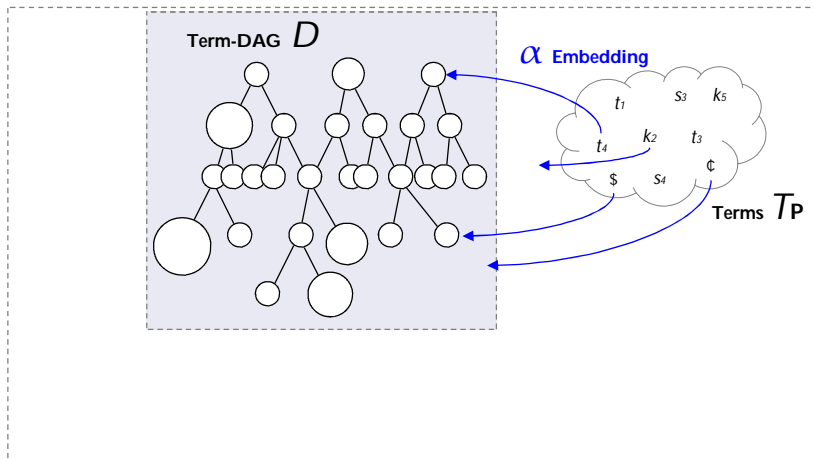 Term-DAG D
α Embedding
t1 s3 k5
t4 k2 t3
$ s4 ¢
Terms TP